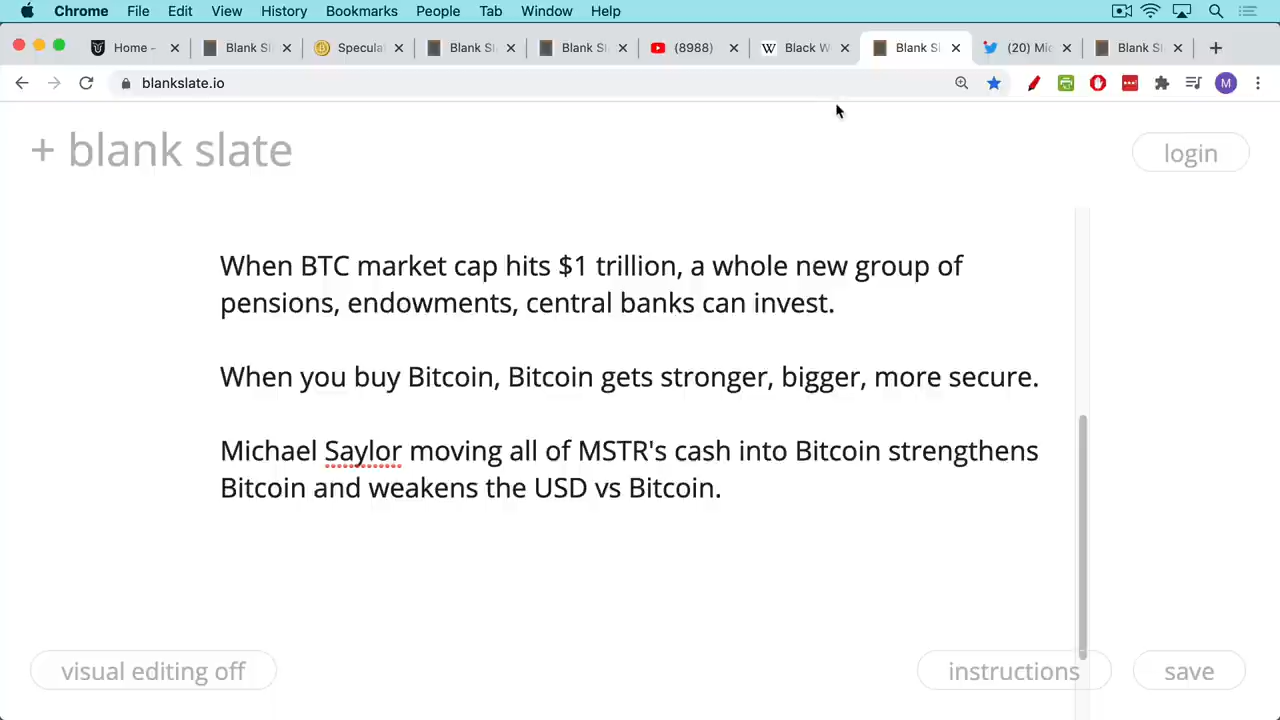 Chrome File Edit View History Bookmarks People Tab Window Help
Home - Blank Sl Specula Blank Sl Blank Sl (8988) Black W Blank Sl (20) Mic Blank Sl
blankslate.io M
+ blank slate
login
When BTC market cap hits $1 trillion, a whole new group of
pensions, endowments, central banks can invest.
When you buy Bitcoin, Bitcoin gets stronger, bigger, more secure.
Michael Saylor moving all of MSTR's cash into Bitcoin strengthens
Bitcoin and weakens the USD vs Bitcoin.
visual editing off
instructions
save